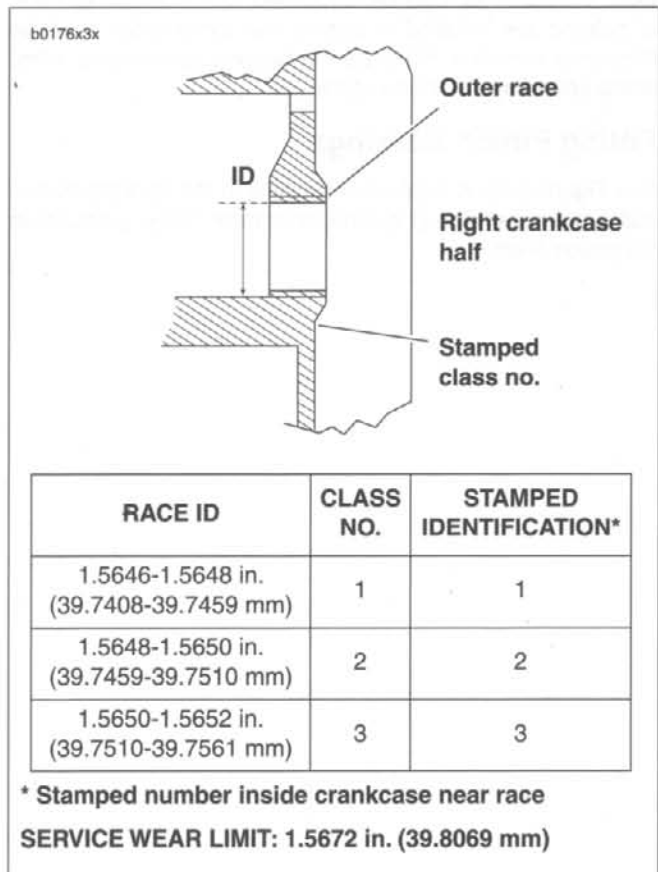 b0176x3x
Outer race
ID
Right crankcase
half
Stamped
class no.
RACE ID
CLASS
NO.
STAMPED
IDENTIFICATION*
1.5646-1.5648 in.
(39.7408-39.7459 mm)
1
1
1.5648-1.5650 in.
(39.7459-39.7510 mm)
2
2
1.5650-1.5652 in.
(39.7510-39.7561 mm)
3
3
* Stamped number inside crankcase near race
SERVICE WEAR LIMIT: 1.5672 in. (39.8069 mm)